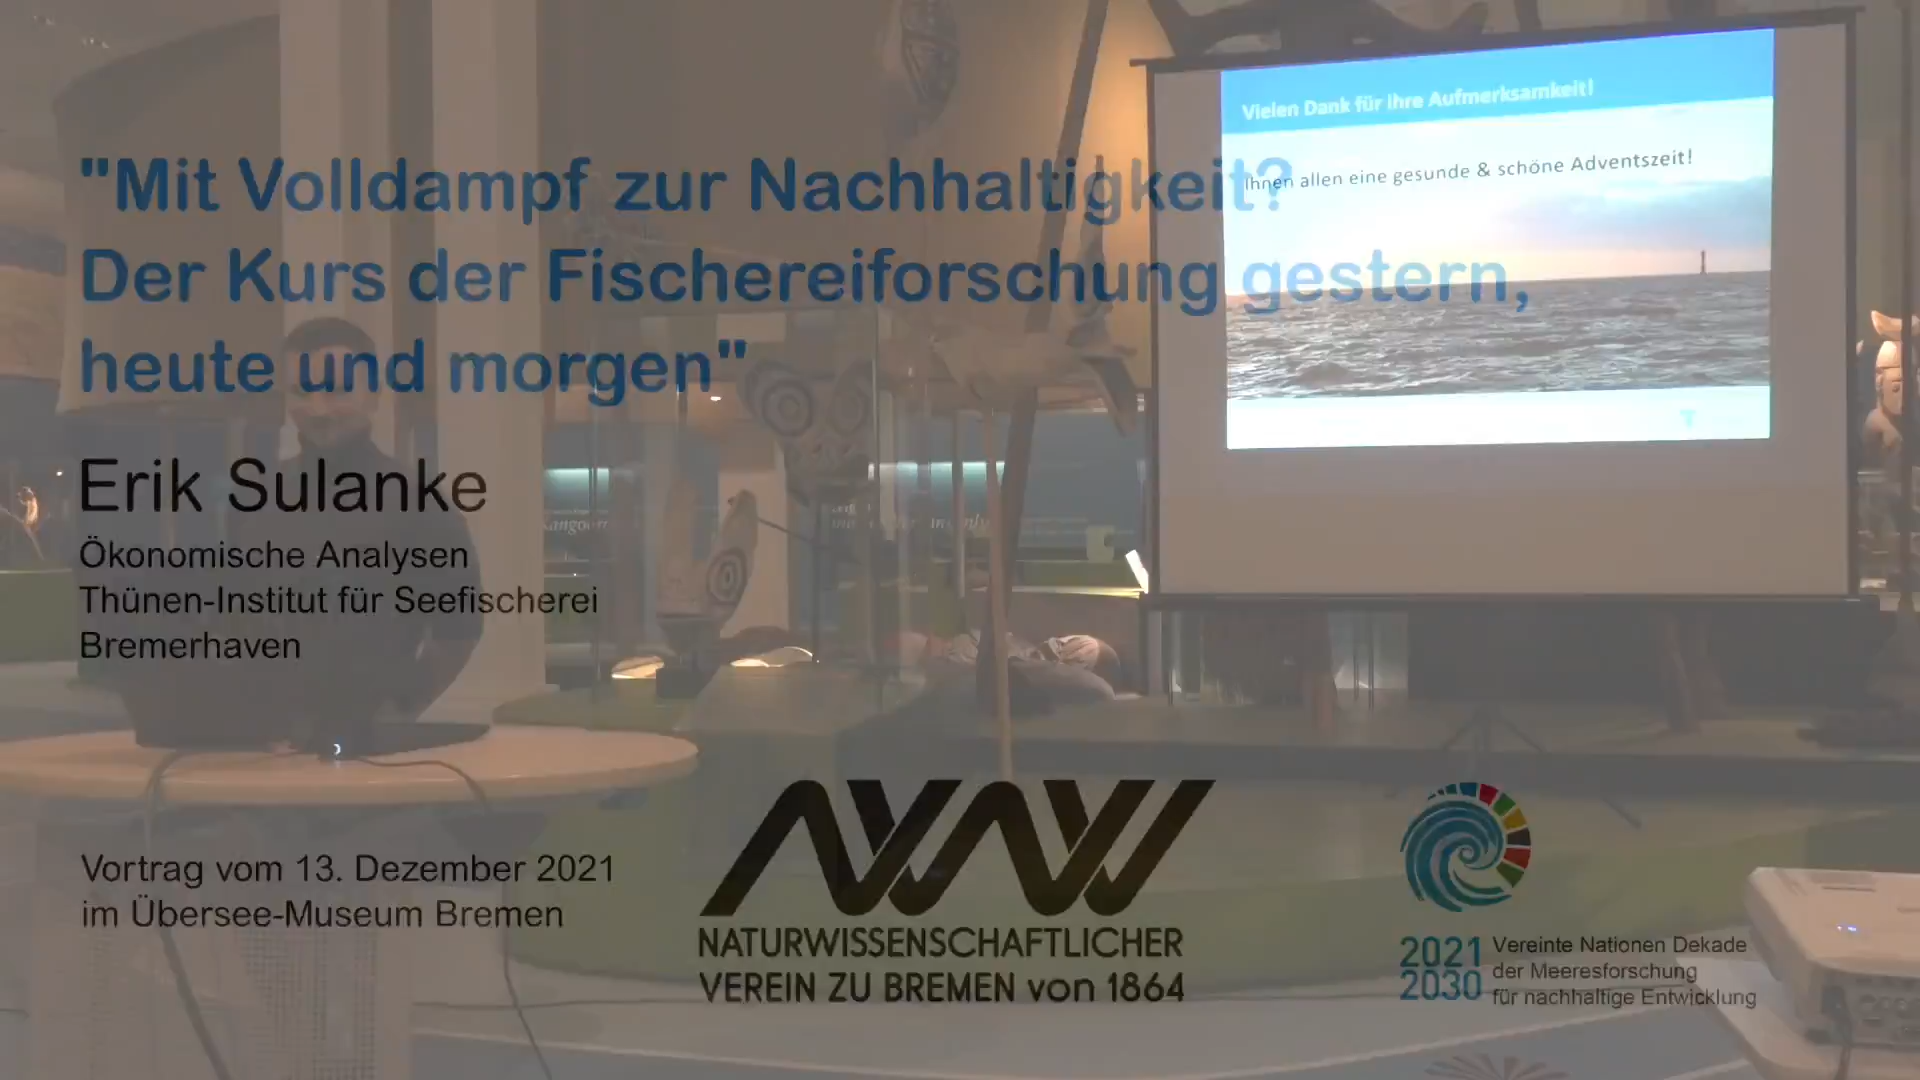 "Mit Volldampf zur Nachhaltigkeit?
Der Kurs der Fischereiforschung gestern,
heute und morgen"
Erik Sulanke
Ökonomische Analysen
Thünen-Institut für Seefischerei
Bremerhaven
Vortrag vom 13. Dezember 2021
im Übersee-Museum Bremen
NATURWISSENSCHAFTLICHER
VEREIN ZU BREMEN von 1864
2021
2030
Vereinte Nationen Dekade
der Meeresforschung
für nachhaltige Entwicklung
Vielen Dank für Ihre Aufmerksamkeit!
Ihnen allen eine gesunde & schöne Adventszeit!